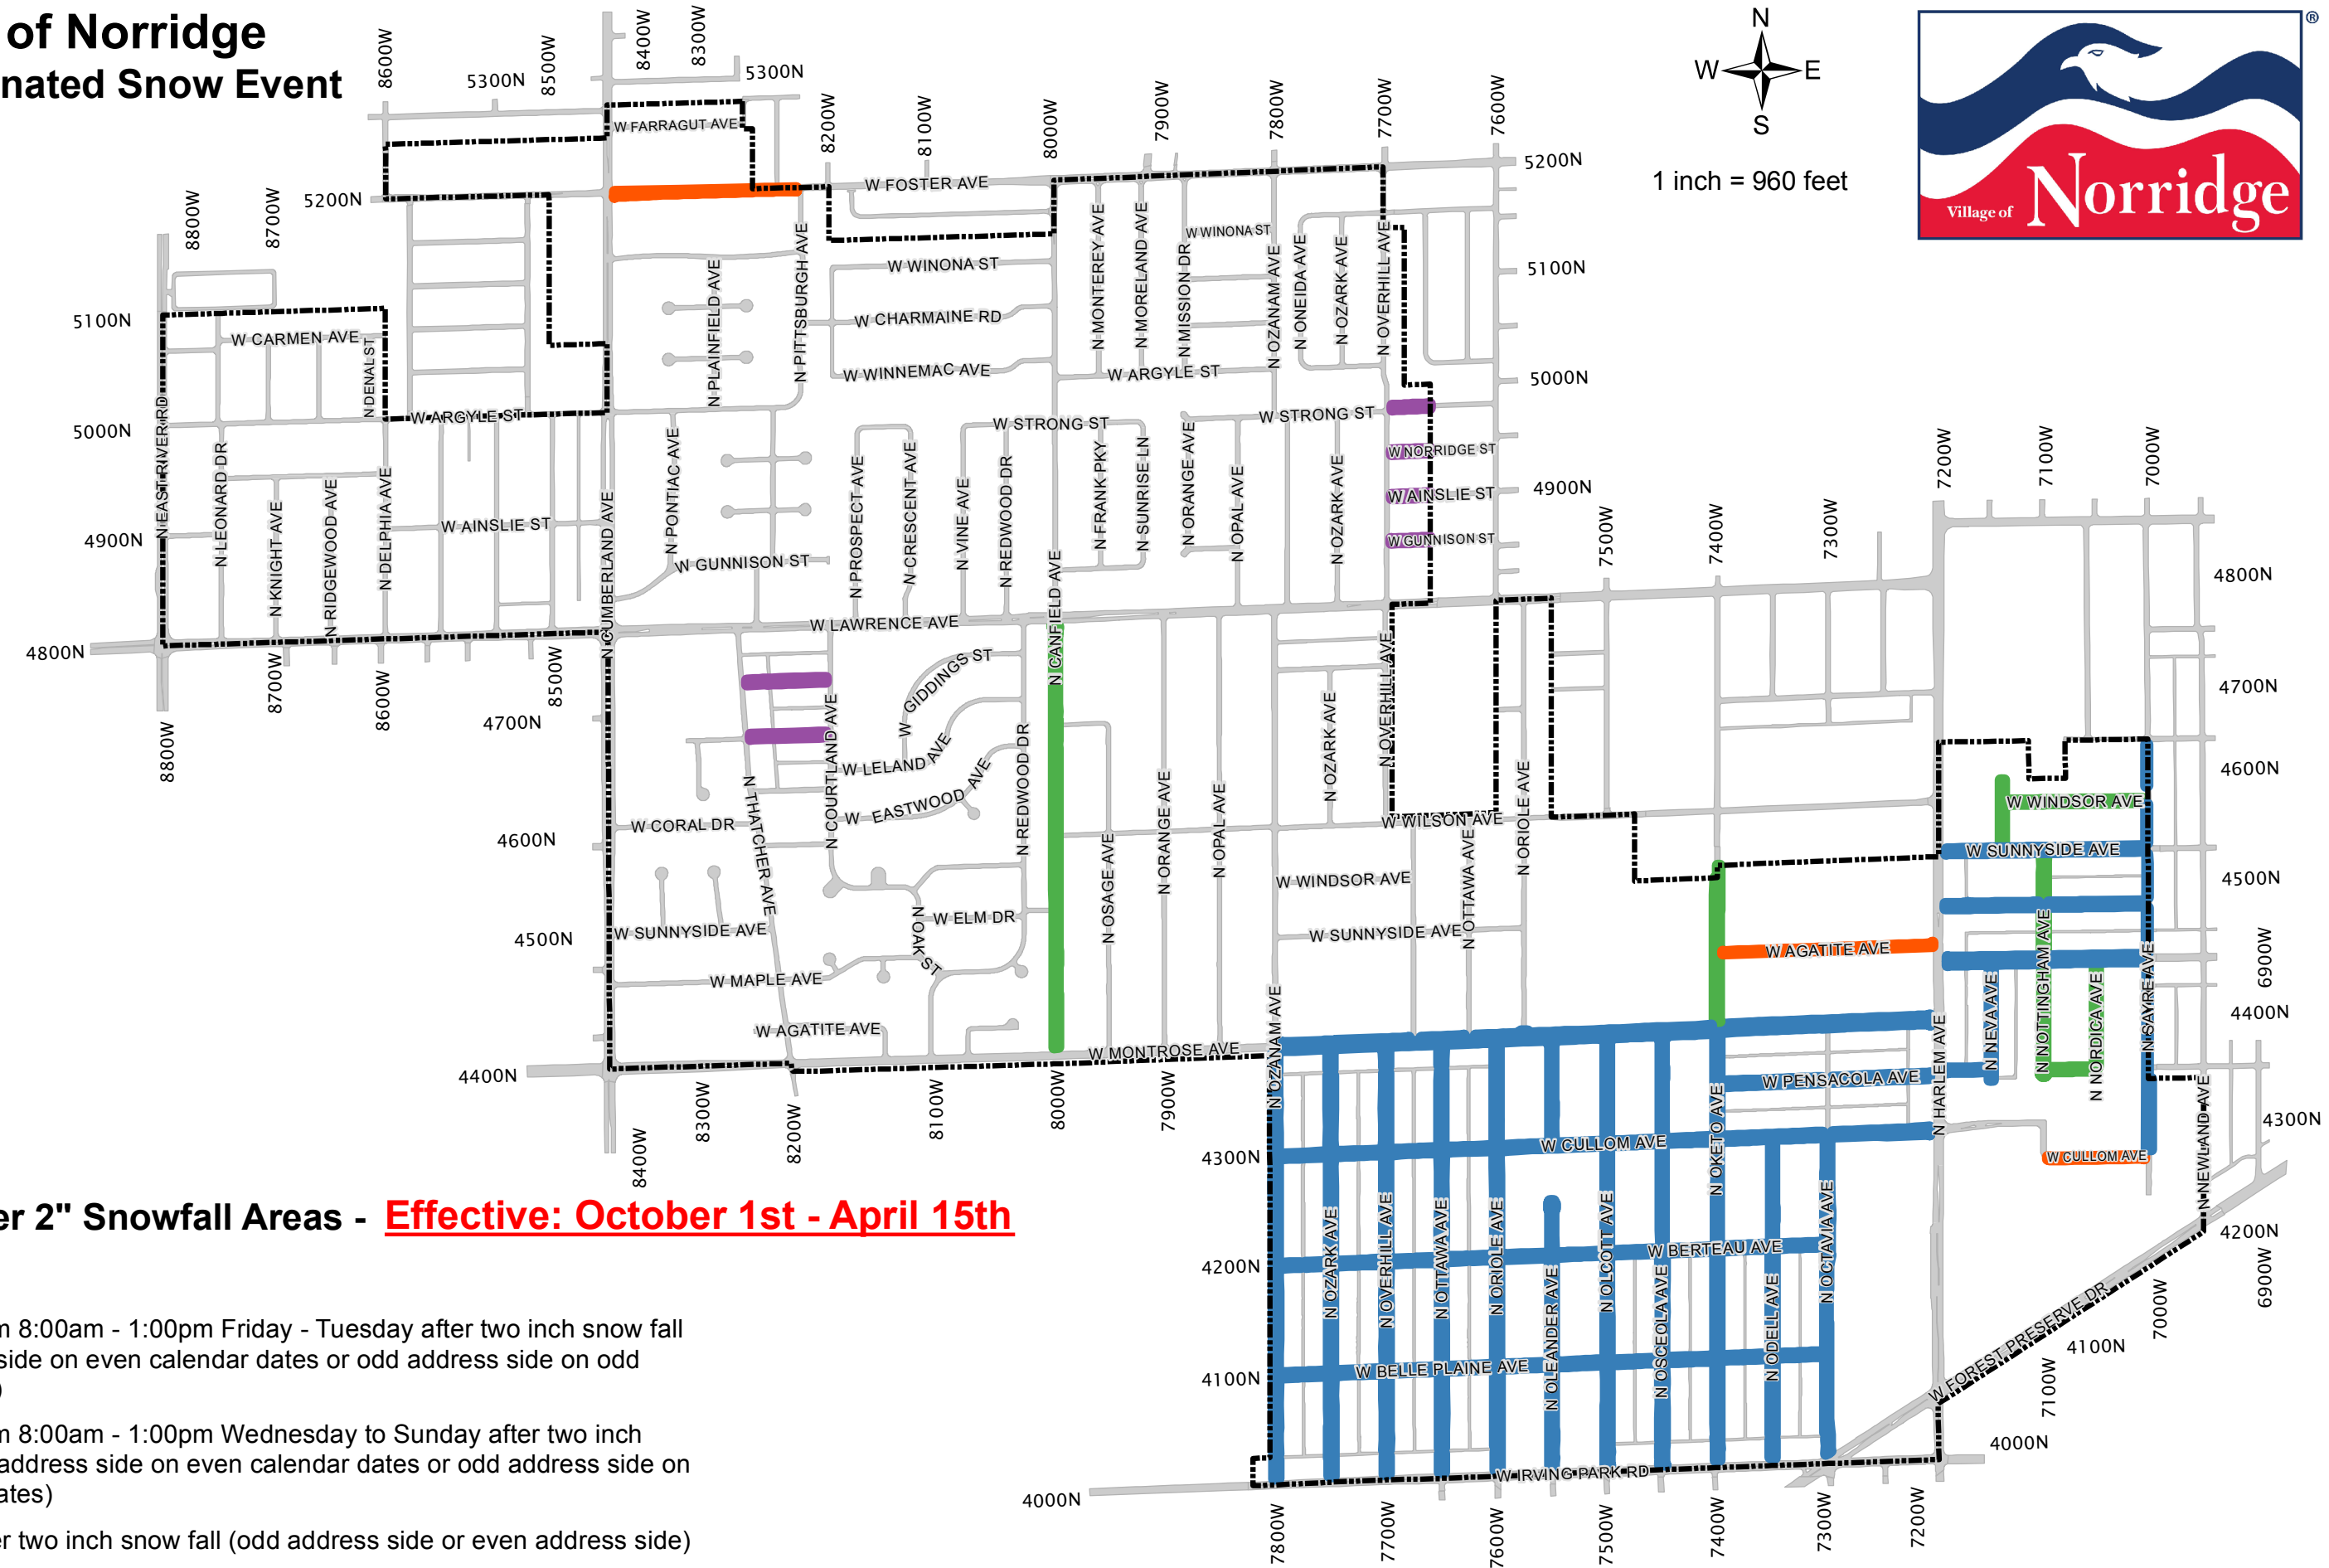 of Norridge
nated Snow Event
N
W E
S
1 inch = 960 feet
®
Village of Norridge
8600W
5300N
8500W
8400W
8300W
5300N
8200W
8100W
8000W
7900W
7800W
7700W
7600W
5200N
W FARRAGUT AVE
W FOSTER AVE
8800W
8700W
5200N
N PITTSBURGH AVE
N PLAINFIELD AVE
W WINONA ST
W CHARMAINE RD
W WINNEMAC AVE
N MONTEREY AVE
N MORELAND AVE
N MISSION DR
W WINONA ST
N OZANAM AVE
N ONEIDA AVE
N OZARK AVE
N OVERHILL AVE
5100N
5100N
W CARMEN AVE
N DENAL ST
W ARGYLE ST
W ARGYLE ST
5000N
5000N
N EAST RIVER RD
N LEONARD DR
N KNIGHT AVE
N RIDGEWOOD AVE
N DELPHIA AVE
W AINSLIE ST
N CUMBERLAND AVE
N PONTIAC AVE
W GUNNISON ST
N PROSPECT AVE
N CRESCENT AVE
N VINE AVE
N REDWOOD DR
W STRONG ST
N FRANK PKY
N SUNRISE LN
N ORANGE AVE
N OPAL AVE
W STRONG ST
N OZARK AVE
W NORRIDGE ST
W AINSLIE ST
W GUNNISON ST
4900N
4900N
7500W
7400W
7300W
7200W
7100W
7000W
4800N
4800N
W LAWRENCE AVE
N CANFIELD AVE
8800W
8700W
8600W
8500W
4700N
4700N
W GIDDINGS ST
N COURTLAND AVE
W LELAND AVE
W EASTWOOD AVE
N REDWOOD DR
N THATCHER AVE
W CORAL DR
4600N
4600N
N OSAGE AVE
N ORANGE AVE
N OPAL AVE
N OZARK AVE
N OVERHILL AVE
W WILSON AVE
N OTTAWA AVE
N ORIOLE AVE
W WINDSOR AVE
W SUNNYSIDE AVE
W WINDSOR AVE
W SUNNYSIDE AVE
4500N
4500N
W SUNNYSIDE AVE
W MAPLE AVE
N OAK ST
W ELM DR
W AGATITE AVE
W MONTROSE AVE
N OZANAM AVE
W AGATITE AVE
N NEVA AVE
N NOTTINGHAM AVE
N NORDICA AVE
N SAYRE AVE
6900W
4400N
4400N
8400W
8300W
8200W
8100W
8000W
7900W
W PENSACOLA AVE
N HARLEM AVE
N OKETO AVE
4300N
4300N
W CULLOM AVE
W CULLOM AVE
N NEWLAND AVE
er 2" Snowfall Areas - Effective: October 1st - April 15th
N OZARK AVE
N OVERHILL AVE
N OTTAWA AVE
N ORIOLE AVE
N OLEANDER AVE
N OLCOTT AVE
N OSCEOLA AVE
N ODELL AVE
N OCTAVIA AVE
W BERTEAU AVE
4200N
4200N
W BELLE PLAINE AVE
4100N
4100N
W FOREST PRESERVE DR
7100W
7000W
6900W
4000N
4000N
W IRVING PARK RD
7800W
7700W
7600W
7500W
7400W
7300W
7200W
m 8:00am - 1:00pm Friday - Tuesday after two inch snow fall
side on even calendar dates or odd address side on odd
)
m 8:00am - 1:00pm Wednesday to Sunday after two inch
address side on even calendar dates or odd address side on
ates)
er two inch snow fall (odd address side or even address side)